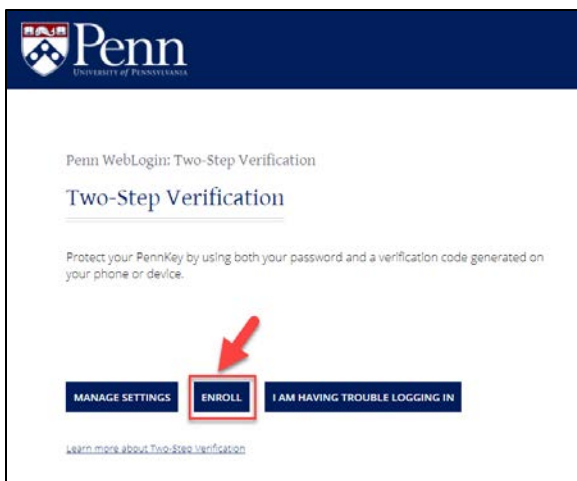 Penn
UNIVERSITY of PENNSYLVANIA
Penn WebLogin: Two-Step Verification
Two-Step Verification
Protect your PennKey by using both your password and a verification code generated on
your phone or device.
MANAGE SETTINGS ENROLL I AM HAVING TROUBLE LOGGING IN
Learn more about Two-Step Verification